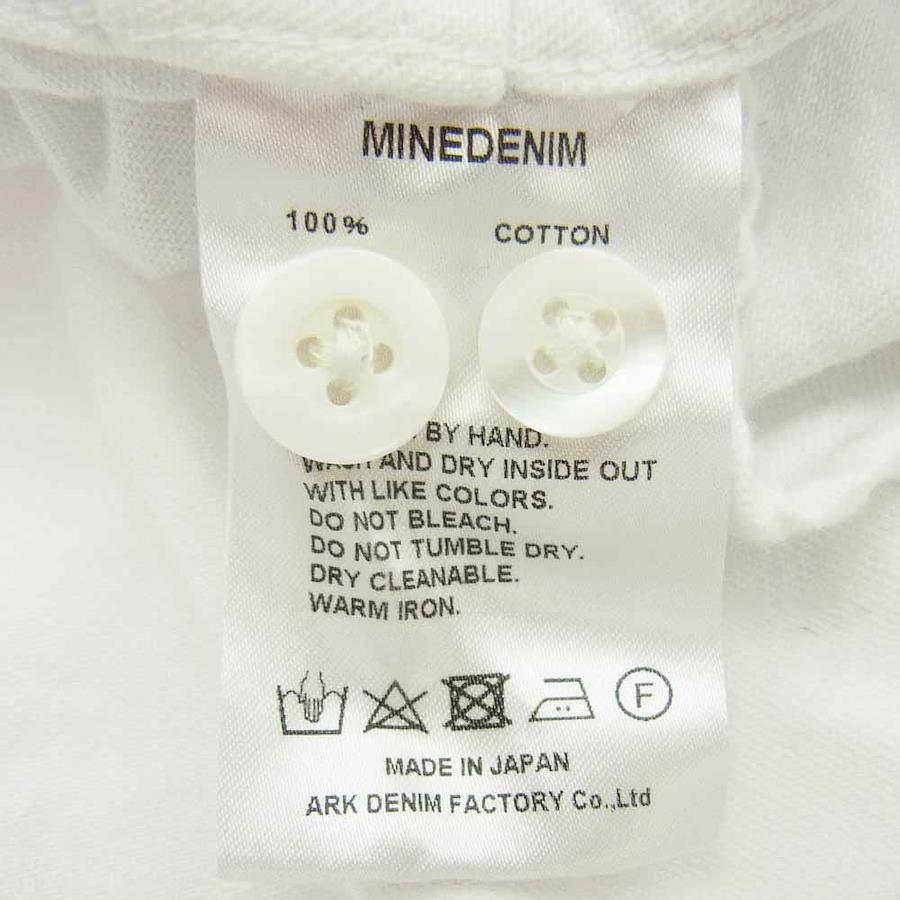 MINEDENIM
100% COTTON
BY HAND.
WASH AND DRY INSIDE OUT
WITH LIKE COLORS.
DO NOT BLEACH.
DO NOT TUMBLE DRY.
DRY CLEANABLE.
WARM IRON.
F
MADE IN JAPAN
ARK DENIM FACTORY Co.,Ltd